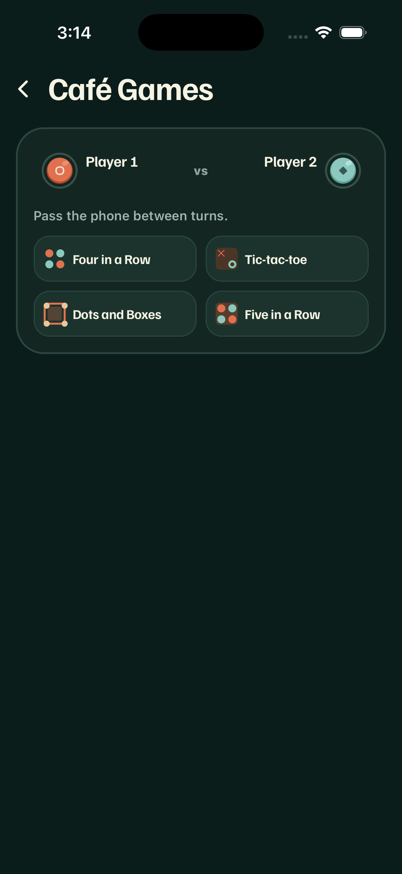 3:14
Café Games
Player 1
vs
Player 2
Pass the phone between turns.
Four in a Row
Tic-tac-toe
Dots and Boxes
Five in a Row